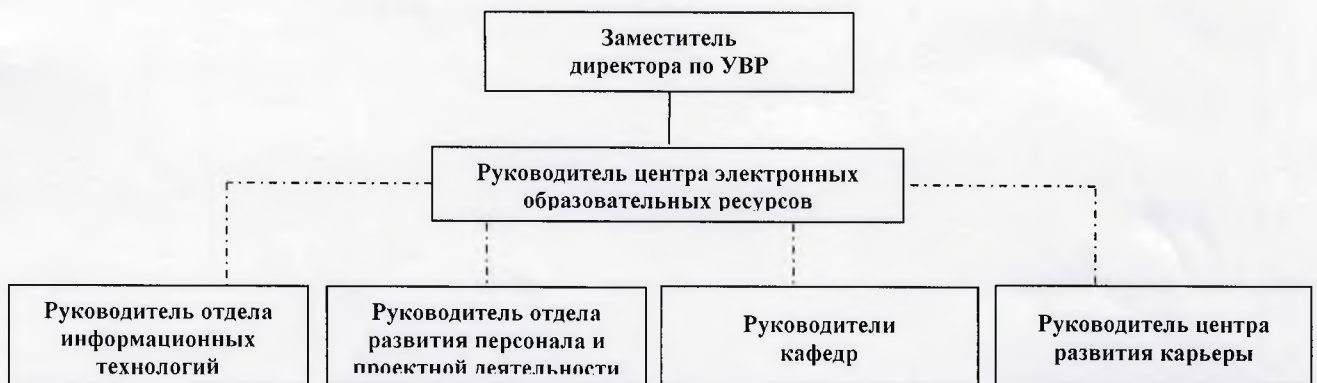 Заместитель
директора по УВР
Руководитель центра электронных
образовательных ресурсов
Руководитель отдела
информационных
технологий
Руководитель отдела
развития персонала и
проектной деятельности
Руководители
кафедр
Руководитель центра
развития карьеры